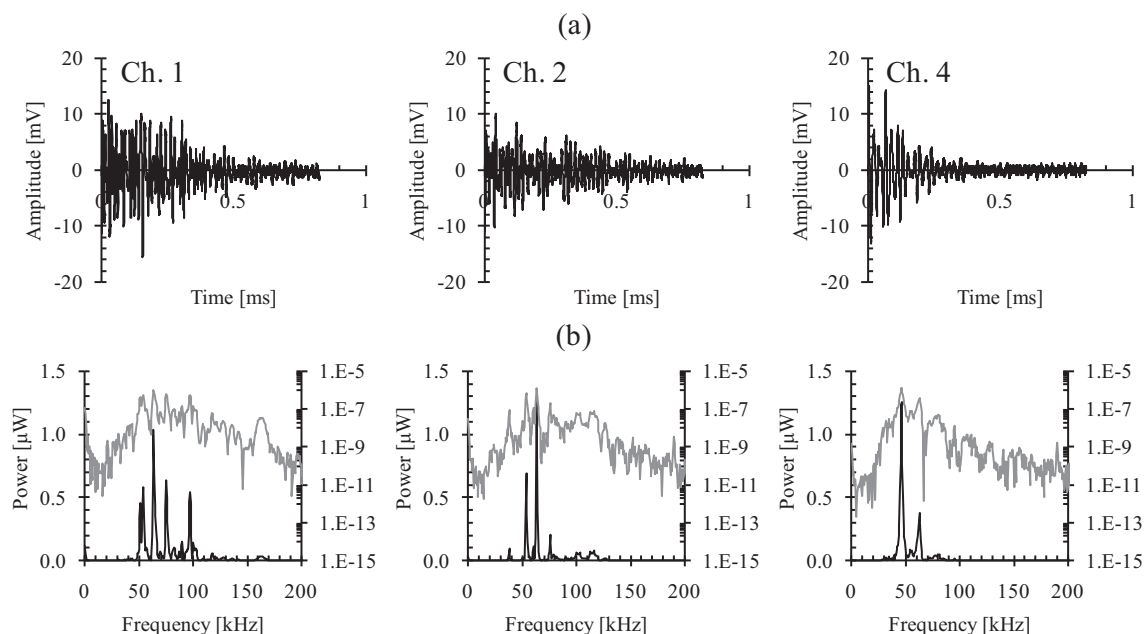 (a)
Ch. 1
Ch. 2
Ch. 4
20
10
0
-10
-20
Amplitude [mV]
0
0.5
1
Time [ms]
20
10
0
-10
-20
Amplitude [mV]
0
0.5
1
Time [ms]
20
10
0
-10
-20
Amplitude [mV]
0
0.5
1
Time [ms]
(b)
1.5
1.0
0.5
0.0
Power [µW]
1.E-5
1.E-7
1.E-9
1.E-11
1.E-13
1.E-15
0 50 100 150 200
Frequency [kHz]
1.5
1.0
0.5
0.0
Power [µW]
1.E-5
1.E-7
1.E-9
1.E-11
1.E-13
1.E-15
0 50 100 150 200
Frequency [kHz]
1.5
1.0
0.5
0.0
Power [µW]
1.E-5
1.E-7
1.E-9
1.E-11
1.E-13
1.E-15
0 50 100 150 200
Frequency [kHz]